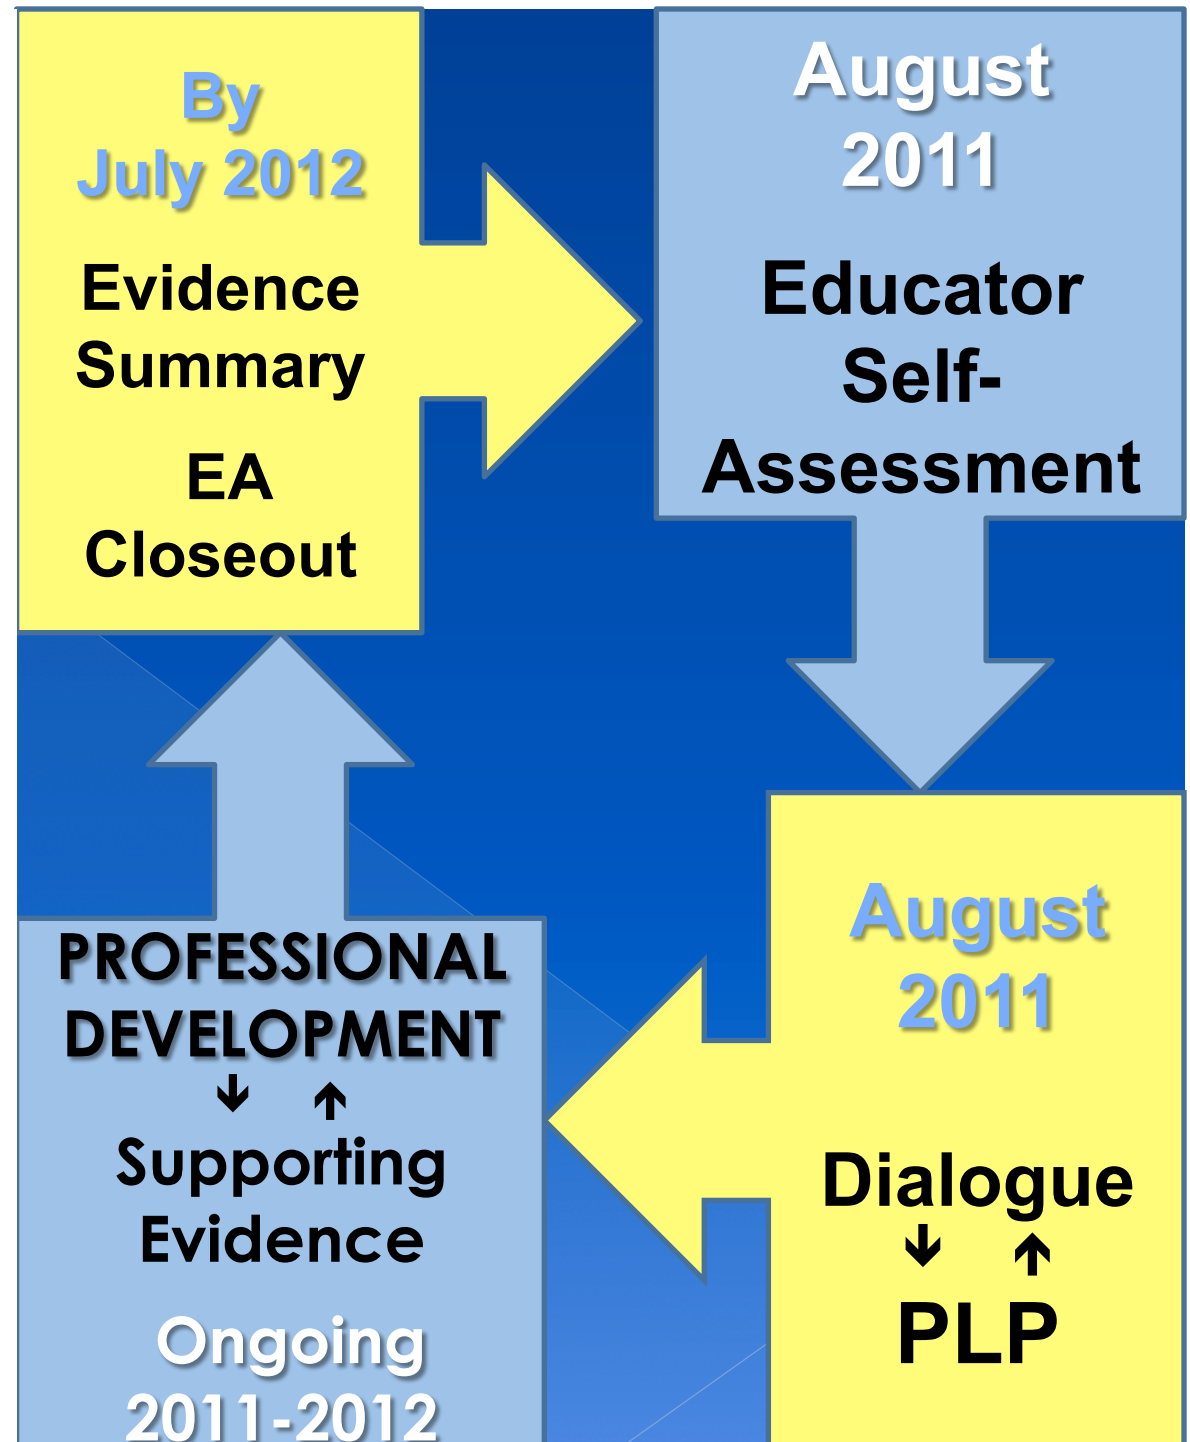 By
July 2012
Evidence
Summary
EA
Closeout
August
2011
Educator
Self-
Assessment
August
2011
Dialogue
🡻 🡹
PLP
PROFESSIONAL
DEVELOPMENT
🡻 🡹
Supporting
Evidence
Ongoing
2011-2012